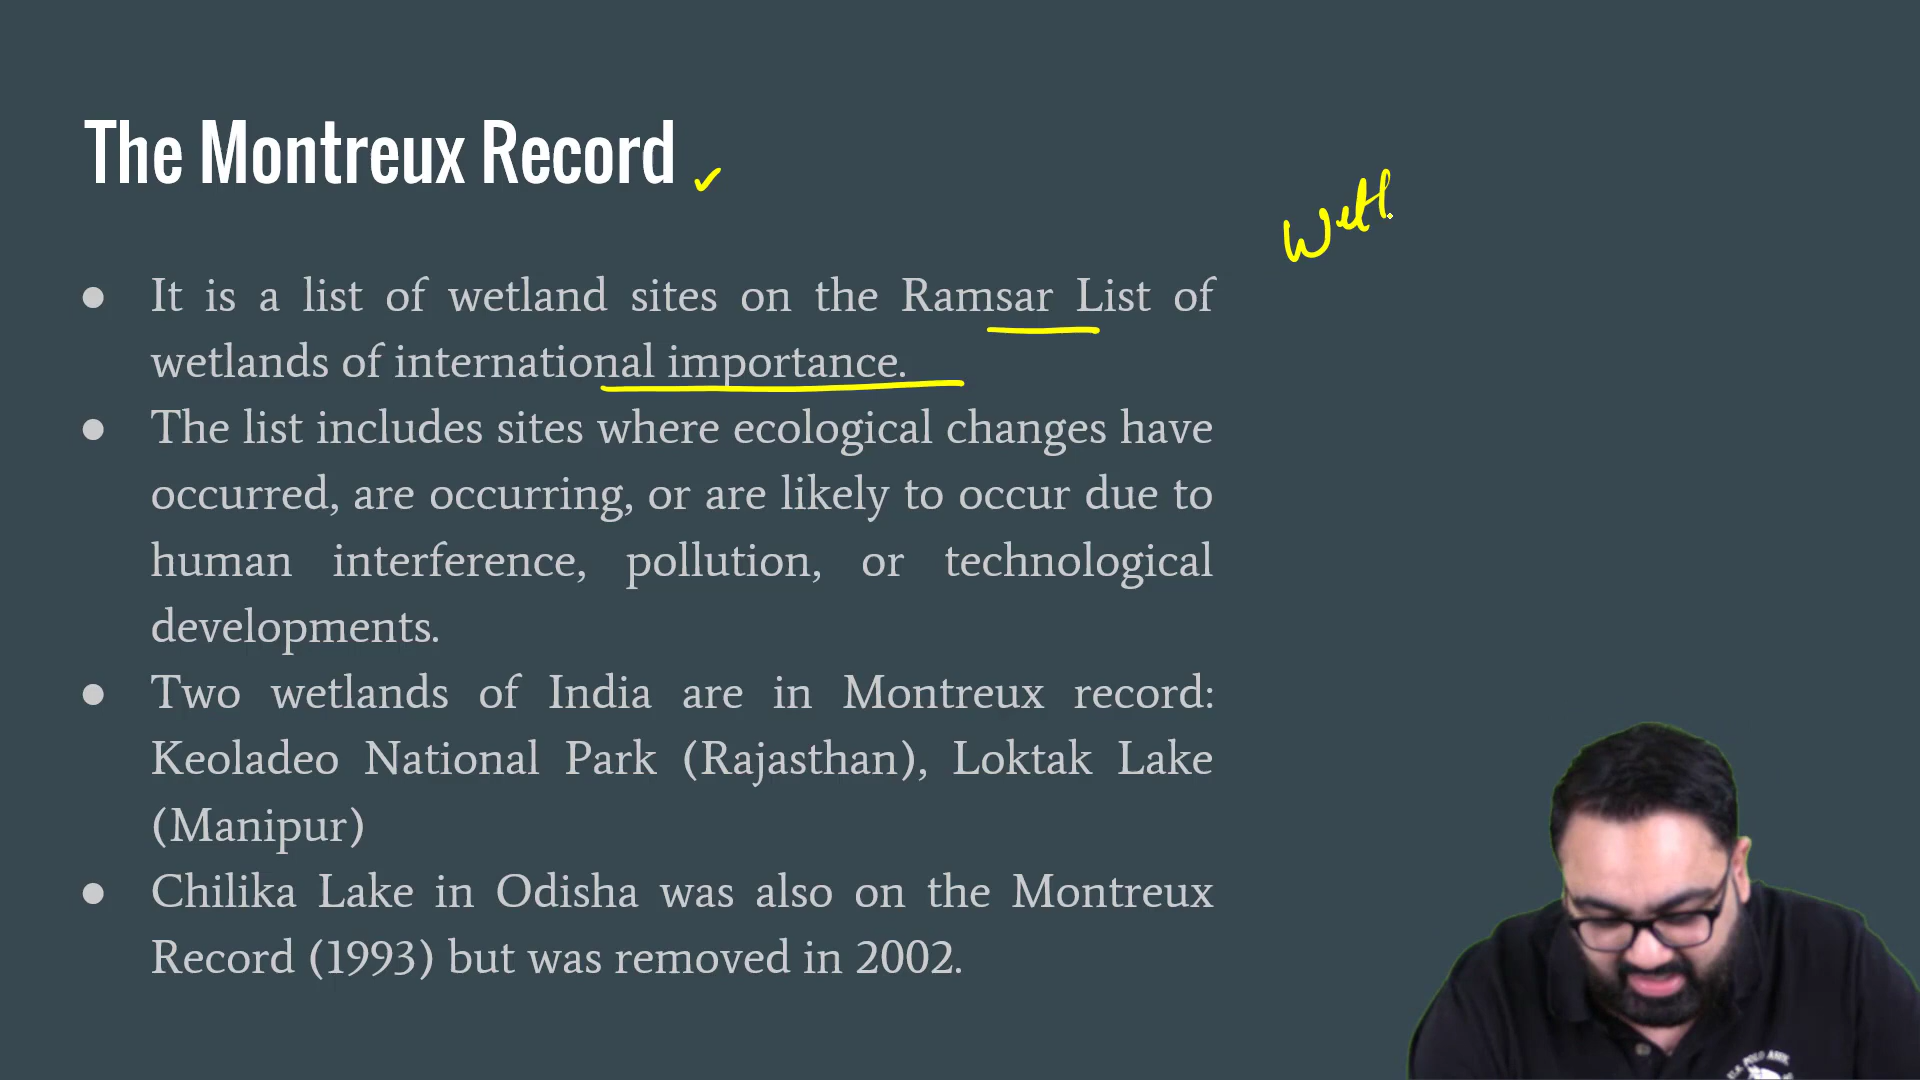 The Montreux Record
Wetl
● It is a list of wetland sites on the Ramsar List of
wetlands of international importance.
● The list includes sites where ecological changes have
occurred, are occurring, or are likely to occur due to
human interference, pollution, or technological
developments.
● Two wetlands of India are in Montreux record:
Keoladeo National Park (Rajasthan), Loktak Lake
(Manipur)
● Chilika Lake in Odisha was also on the Montreux
Record (1993) but was removed in 2002.